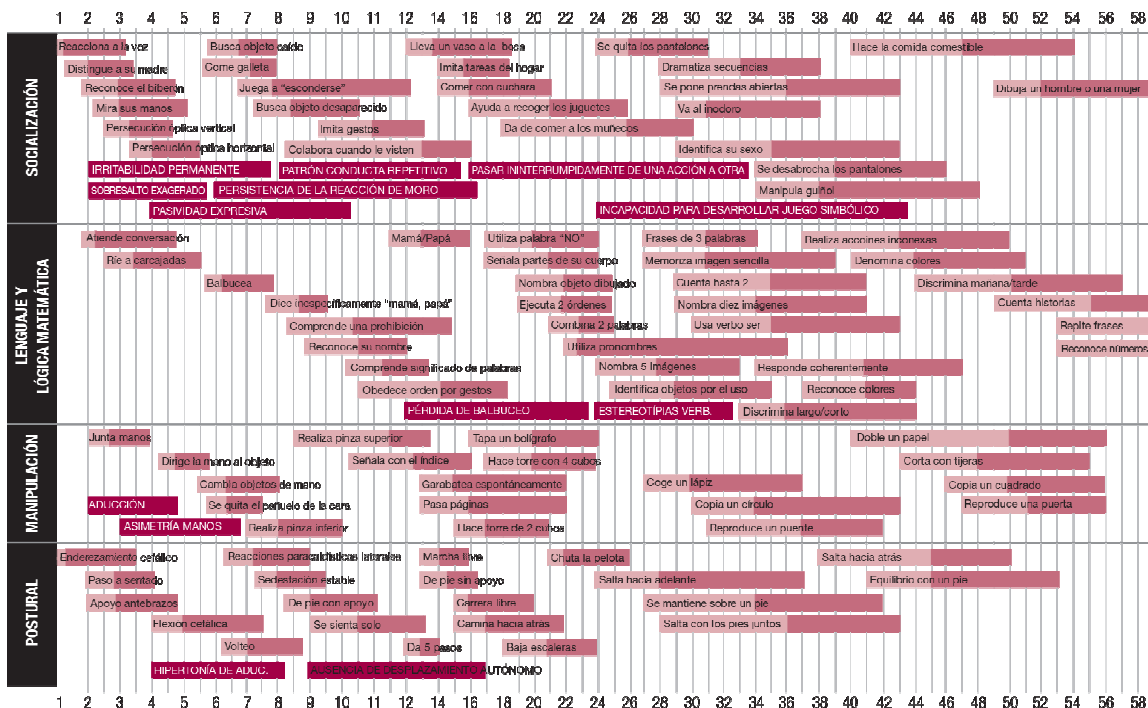 1 2 3 4 5 6 7 8 9 10 11 12 13 14 15 16 17 18 19 20 21 22 24 26 28 30 32 34 36 38 40 42 44 46 48 50 52 54 56 58
SOCIALIZACIÓN
Reacciona a la voz Busca objeto caído Lleva un vaso a la boca Se quita los pantalones Hace la comida comestible
Distingue a su madre Come galleta Imita tareas del hogar Dramatiza secuencias
Reconoce el biberón Juega a "esconderse" Comer con cuchara Se pone prendas abiertas Dibuja un hombre o una mujer
Mira sus manos Busca objeto desaparecido Ayuda a recoger los juguetes Va al inodoro
Persecución óptica vertical Imita gestos Da de comer a los muñecos
Persecución óptica horizontal Colabora cuando le visten Identifica su sexo
IRRITABILIDAD PERMANENTE PATRÓN CONDUCTA REPETITIVO PASAR ININTERRUMPIDAMENTE DE UNA ACCIÓN A OTRA Se desabrocha los pantalones
SOBRESALTO EXAGERADO PERSISTENCIA DE LA REACCIÓN DE MORO Manipula guiñol
PASIVIDAD EXPRESIVA INCAPACIDAD PARA DESARROLLAR JUEGO SIMBÓLICO
LENGUAJE Y
LÓGICA MATEMÁTICA
Atiende conversación Mamá/Papá Utiliza palabra "NO" Frases de 3 palabras Realiza acciones inconexas
Ríe a carcajadas Señala partes de su cuerpo Memoriza imagen sencilla Denomina colores
Balbucea Nombra objeto dibujado Cuenta hasta 2 Discrimina mañana/tarde
Dice inespecíficamente "mamá, papá" Ejecuta 2 órdenes Nombra diez imágenes Cuenta historias
Comprende una prohibición Combina 2 palabras Usa verbo ser Repite frases
Reconoce su nombre Utiliza pronombres Reconoce números
Comprende significado de palabras Nombra 5 imágenes Responde coherentemente
Obedece orden por gestos Identifica objetos por el uso Reconoce colores
PÉRDIDA DE BALBUCEO ESTEREOTÍPIAS VERB. Discrimina largo/corto
MANIPULACIÓN
Junta manos Realiza pinza superior Tapa un bolígrafo Doble un papel
Dirige la mano al objeto Señala con el índice Hace torre con 4 cubos Corta con tijeras
Cambia objetos de mano Garabatea espontáneamente Coge un lápiz Copia un cuadrado
ADUCCIÓN Se quita el pañuelo de la cara Pasa páginas Copia un círculo Reproduce una puerta
ASIMETRÍA MANOS Realiza pinza inferior Hace torre de 2 cubos Reproduce un puente
POSTURAL
Enderezamiento cefálico Reacciones paracaidísticas laterales Marcha libre Chuta la pelota Salta hacia atrás
Paso a sentado Sedestación estable De pie sin apoyo Salta hacia adelante Equilibrio con un pie
Apoyo antebrazos De pie con apoyo Carrera libre Se mantiene sobre un pie
Flexión cefálica Se sienta solo Camina hacia atrás Salta con los pies juntos
Volteo Da 5 pasos Baja escaleras
HIPERTONÍA DE ADUC. AUSENCIA DE DESPLAZAMIENTO AUTÓNOMO
1 2 3 4 5 6 7 8 9 10 11 12 13 14 15 16 17 18 19 20 21 22 24 26 28 30 32 34 36 38 40 42 44 46 48 50 52 54 56 58